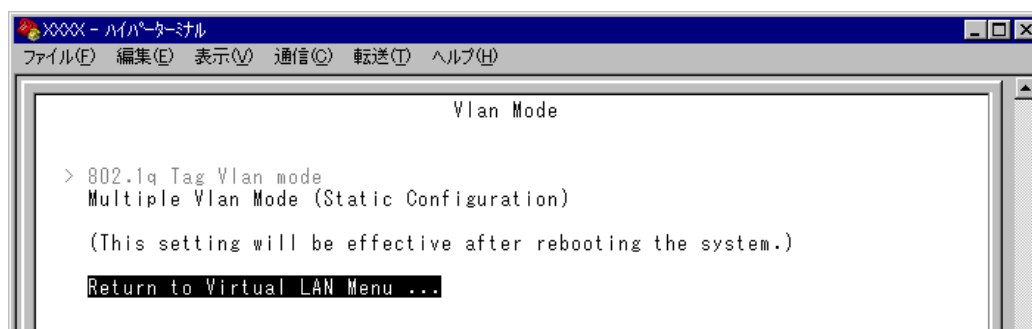 XXXX - ハイパーターミナル
ファイル(F) 編集(E) 表示(V) 通信(C) 転送(T) ヘルプ(H)
Vlan Mode
> 802.1q Tag Vlan mode
Multiple Vlan Mode (Static Configuration)
(This setting will be effective after rebooting the system.)
Return to Virtual LAN Menu ...